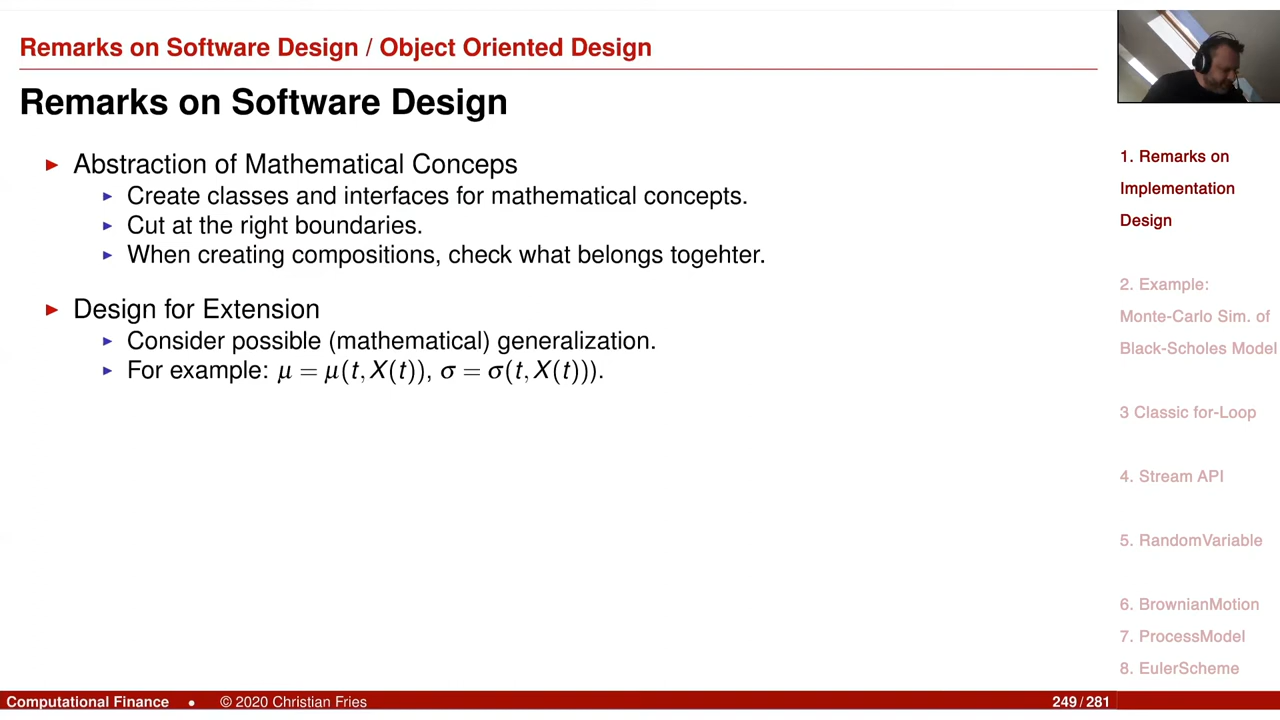 Remarks on Software Design / Object Oriented Design
Remarks on Software Design
Abstraction of Mathematical Conceps
Create classes and interfaces for mathematical concepts.
Cut at the right boundaries.
When creating compositions, check what belongs togehter.
Design for Extension
Consider possible (mathematical) generalization.
For example: μ = μ(t, X(t)), σ = σ(t, X(t))).
1. Remarks on
Implementation
Design
2. Example:
Monte-Carlo Sim. of
Black-Scholes Model
3 Classic for-Loop
4. Stream API
5. RandomVariable
6. BrownianMotion
7. ProcessModel
8. EulerScheme
Computational Finance • © 2020 Christian Fries 249 / 281